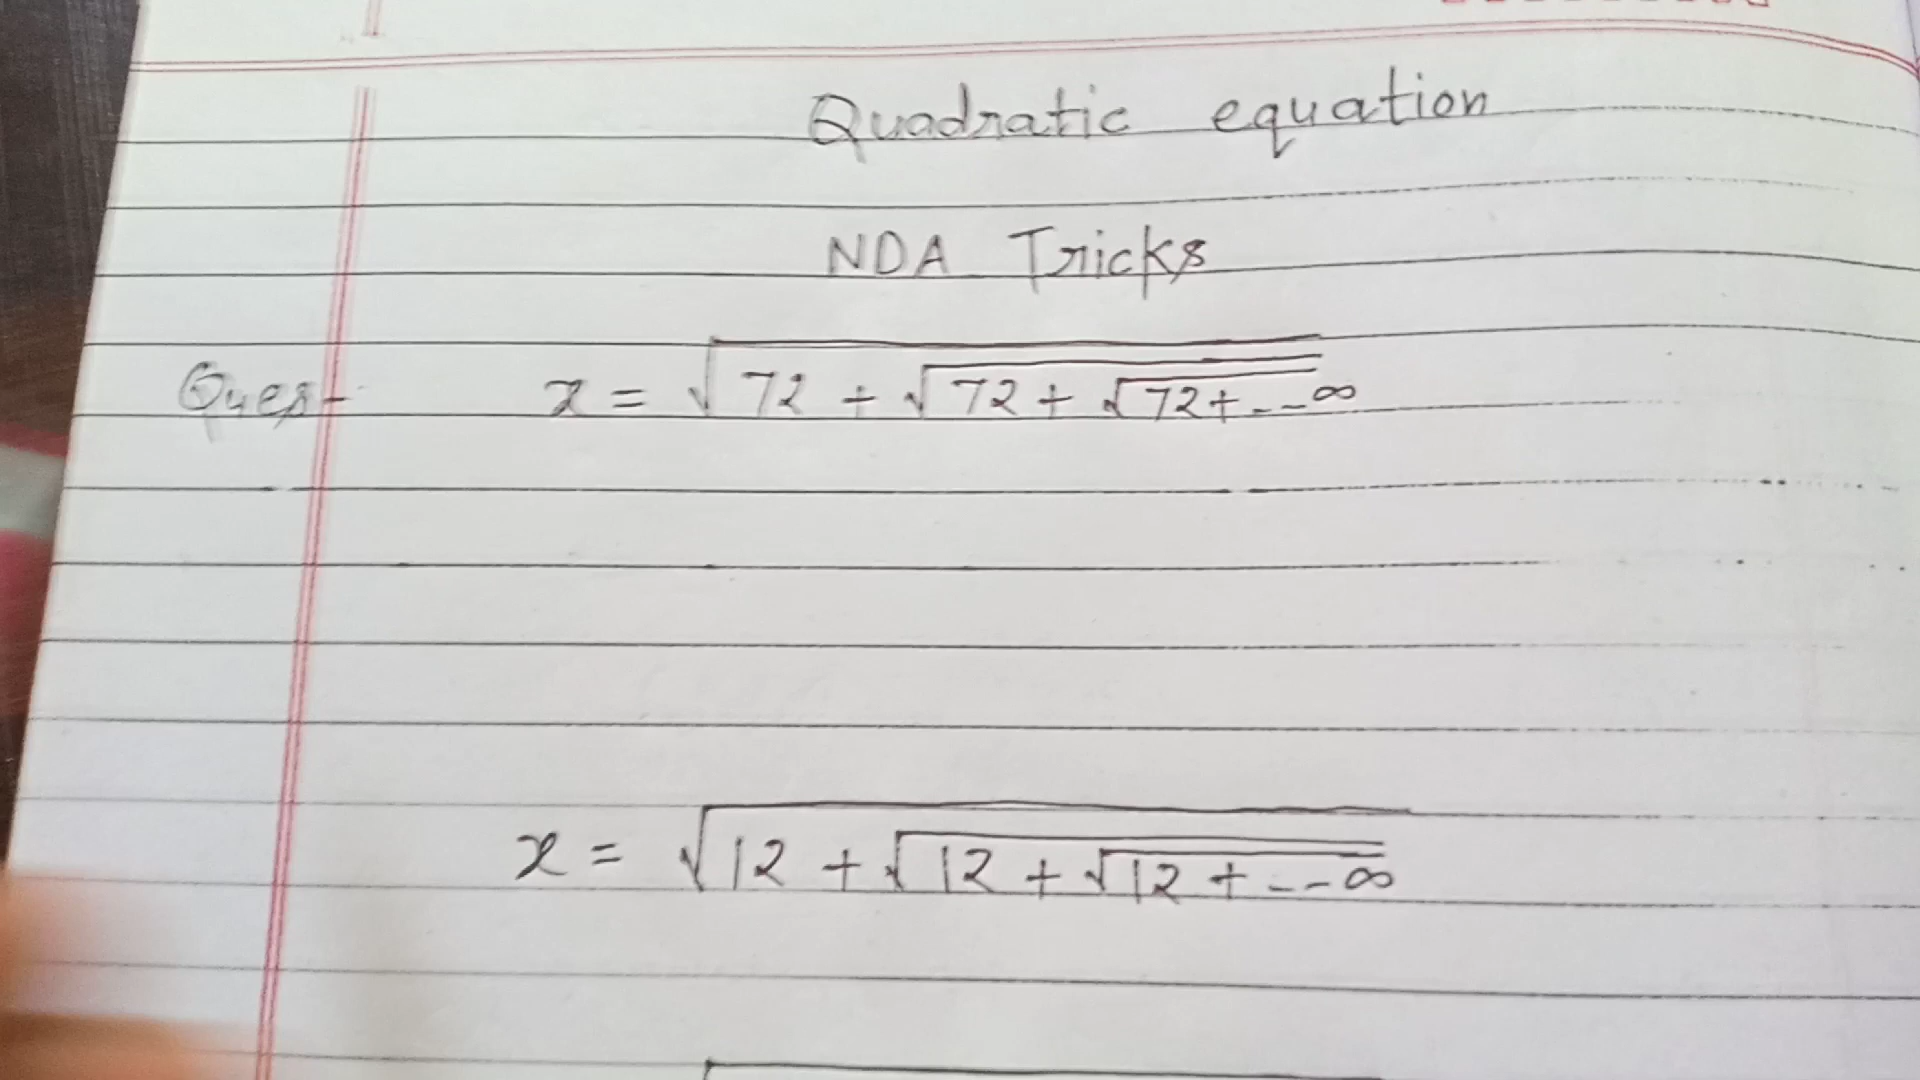 Quadratic equation
NDA Tricks
Ques- x = √72 + √72 + √72+---∞
x = √12 + √12 + √12 + ---∞